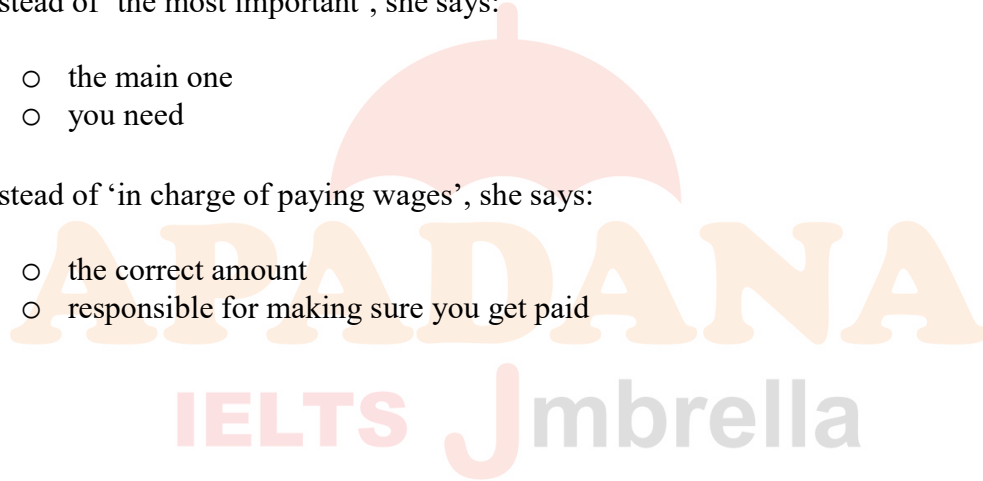 stead of 'the most important', she says:
○ the main one
○ you need
stead of ‘in charge of paying wages’, she says:
○ the correct amount
○ responsible for making sure you get paid
APADANA
IELTS Umbrella